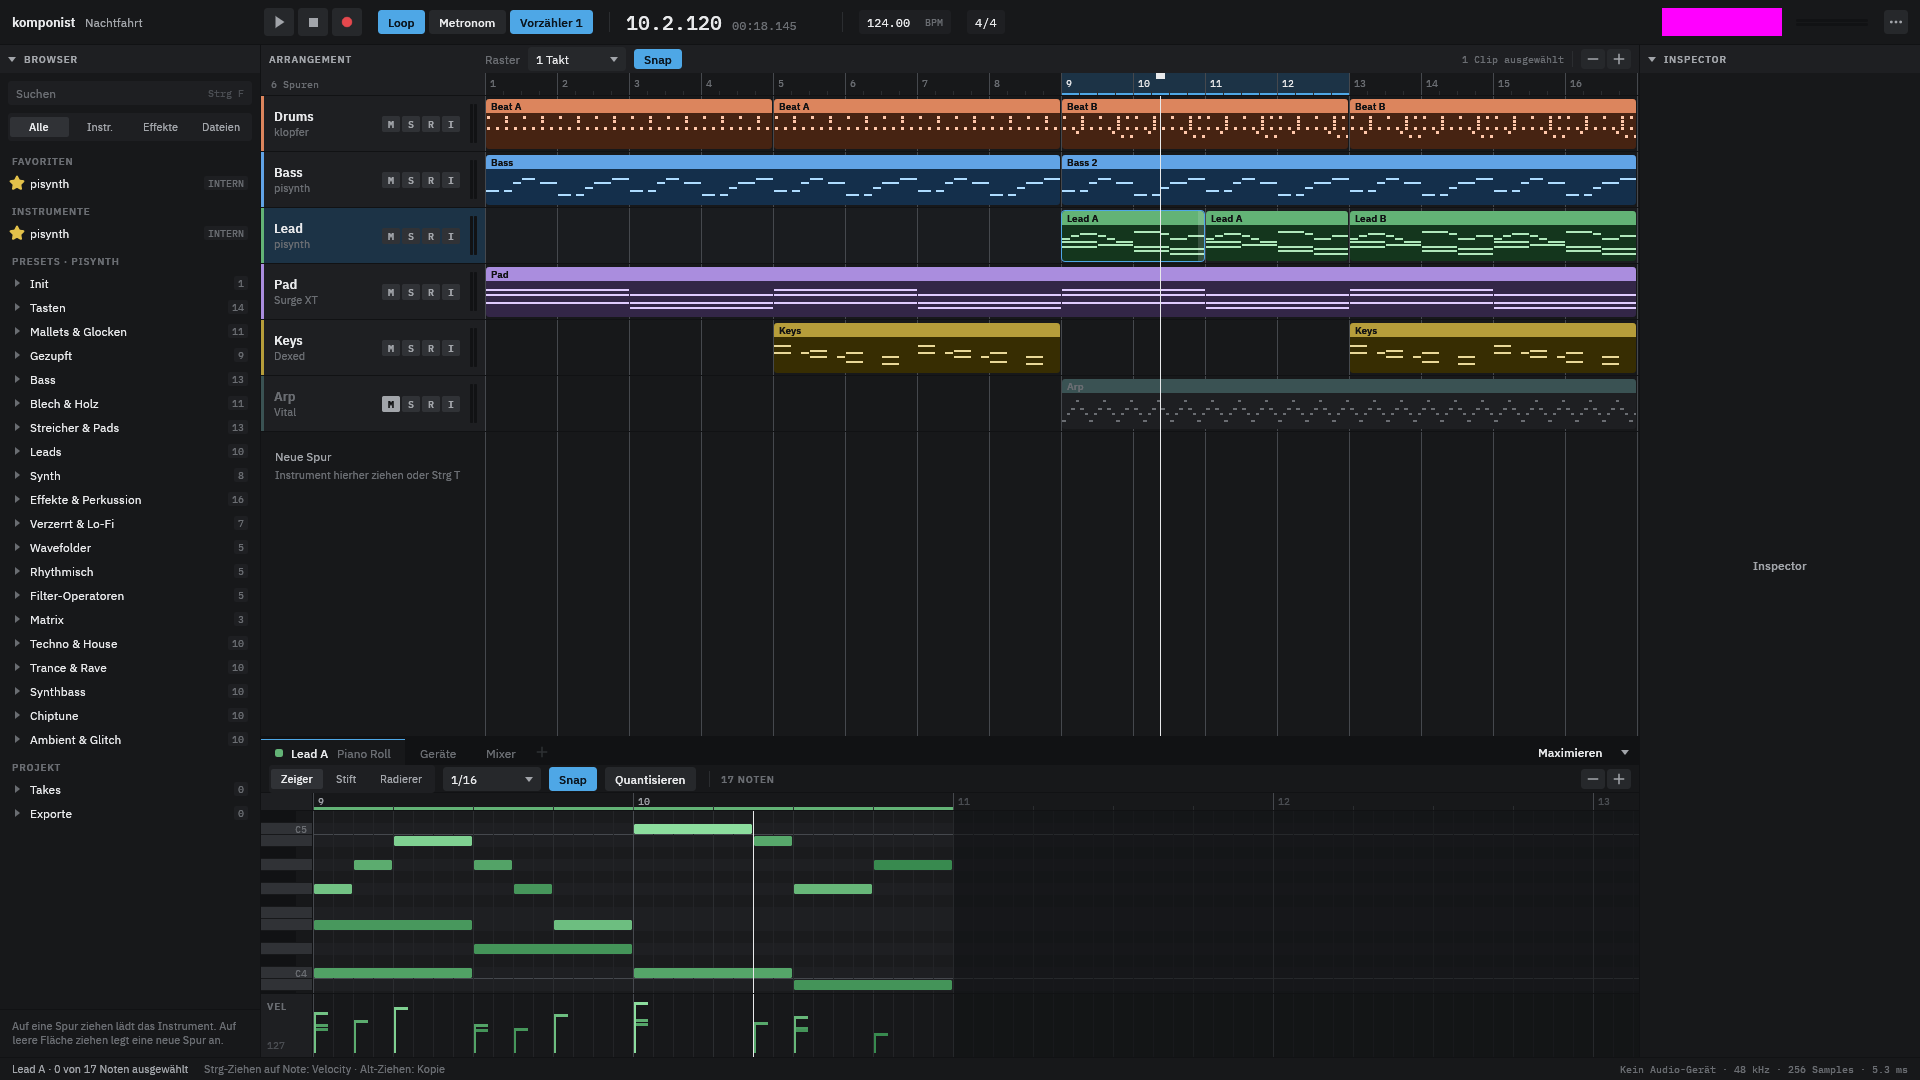 komponist Nachtfahrt
Loop Metronom Vorzähler 1 10.2.120 00:18.145 124.00 BPM 4/4
BROWSER
ARRANGEMENT Raster 1 Takt Snap 1 Clip ausgewählt
INSPECTOR
Suchen Strg F
6 Spuren 1 2 3 4 5 6 7 8 9 10 11 12 13 14 15 16
Alle Instr. Effekte Dateien
FAVORITEN
pisynth INTERN
INSTRUMENTE
pisynth INTERN
PRESETS · PISYNTH
Init 1
Tasten 14
Mallets & Glocken 11
Gezupft 9
Bass 13
Blech & Holz 11
Streicher & Pads 13
Leads 10
Synth 8
Effekte & Perkussion 16
Verzerrt & Lo-Fi 7
Wavefolder 5
Rhythmisch 5
Filter-Operatoren 5
Matrix 3
Techno & House 10
Trance & Rave 10
Synthbass 10
Chiptune 10
Ambient & Glitch 10
PROJEKT
Takes 0
Exporte 0
Auf eine Spur ziehen lädt das Instrument. Auf
leere Fläche ziehen legt eine neue Spur an.
Drums M S R I
klopfer
Beat A Beat A Beat B Beat B
Bass M S R I
pisynth
Bass Bass 2
Lead M S R I
pisynth
Lead A Lead A Lead B
Pad M S R I
Surge XT
Pad
Keys M S R I
Dexed
Keys Keys
Arp M S R I
Vital
Arp
Neue Spur
Instrument hierher ziehen oder Strg T
Inspector
Lead A Piano Roll Geräte Mixer Maximieren
Zeiger Stift Radierer 1/16 Snap Quantisieren 17 NOTEN
9 10 11 12 13
C5
C4
VEL
127
Lead A · 0 von 17 Noten ausgewählt Strg-Ziehen auf Note: Velocity · Alt-Ziehen: Kopie Kein Audio-Gerät · 48 kHz · 256 Samples · 5.3 ms